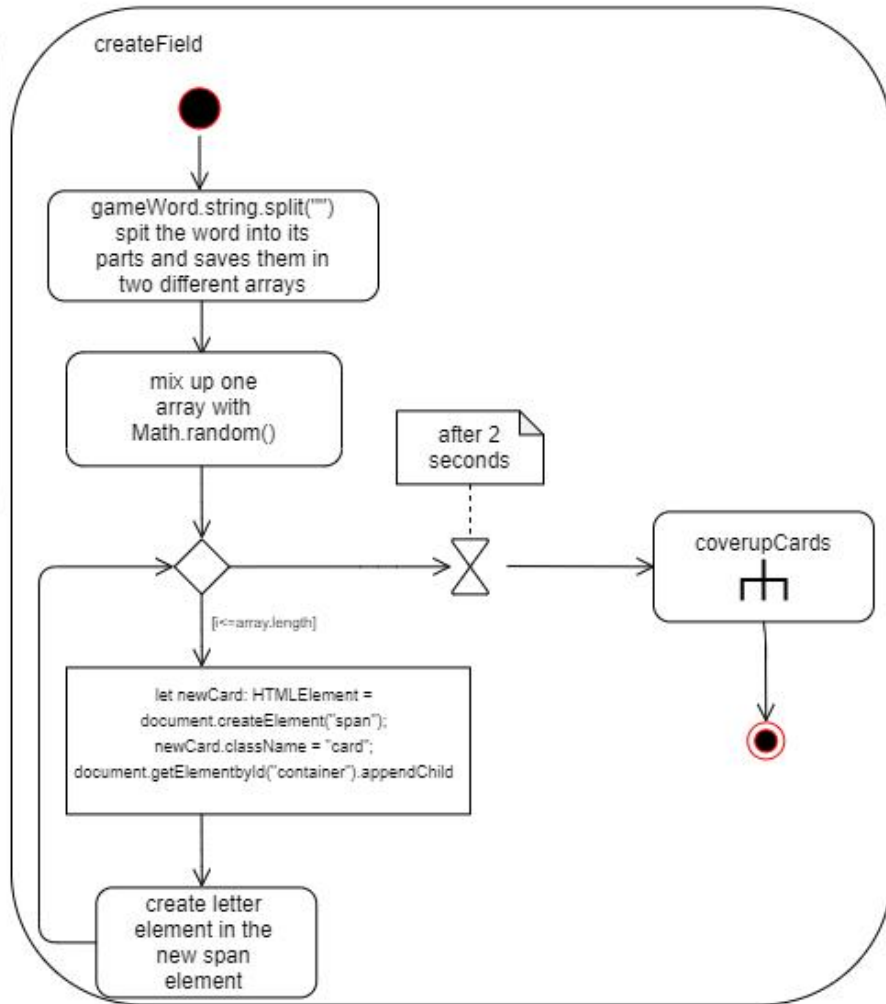 createField
gameWord.string.split("")
spit the word into its
parts and saves them in
two different arrays
mix up one
array with
Math.random()
after 2
seconds
coverupCards
[i<=array.length]
let newCard: HTMLElement =
document.createElement("span");
newCard.className = "card";
document.getElementbyId("container").appendChild
create letter
element in the
new span
element